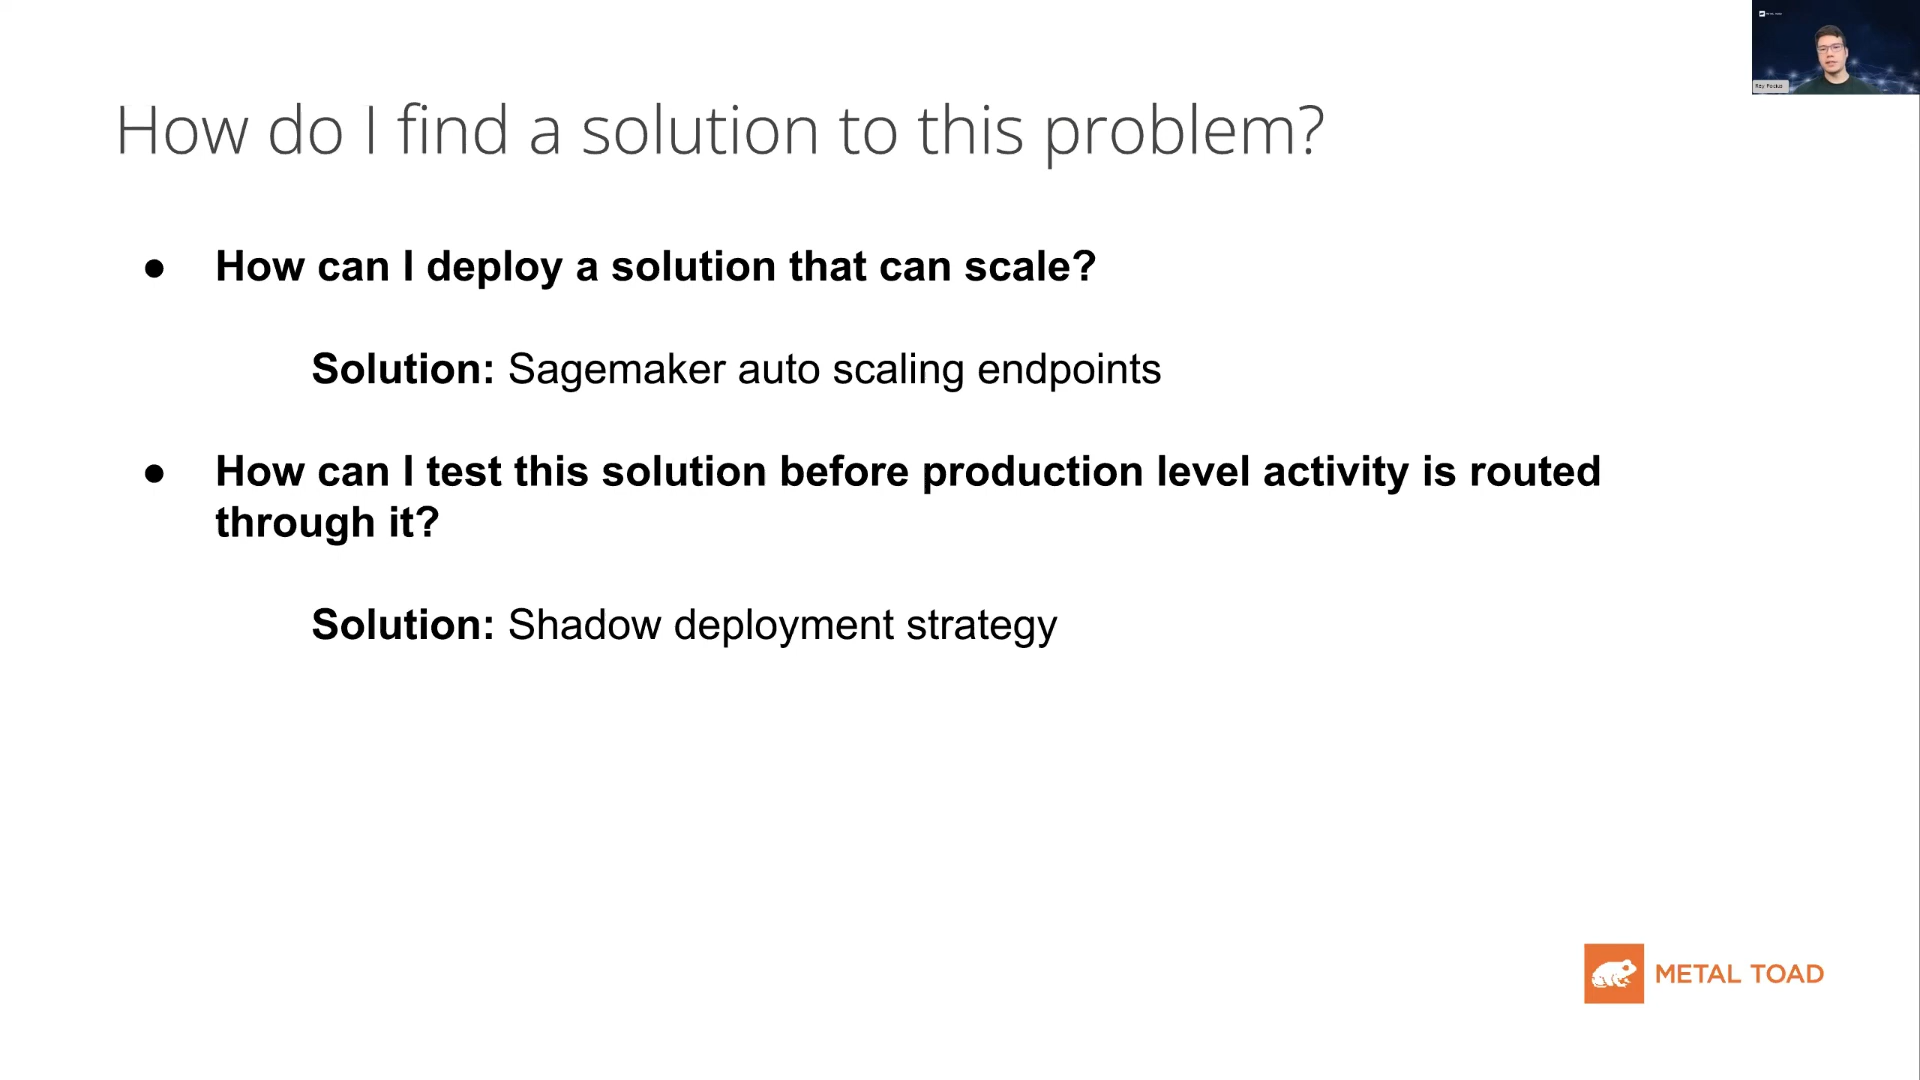 How do I find a solution to this problem?
● How can I deploy a solution that can scale?
Solution: Sagemaker auto scaling endpoints
● How can I test this solution before production level activity is routed
through it?
Solution: Shadow deployment strategy
METAL TOAD